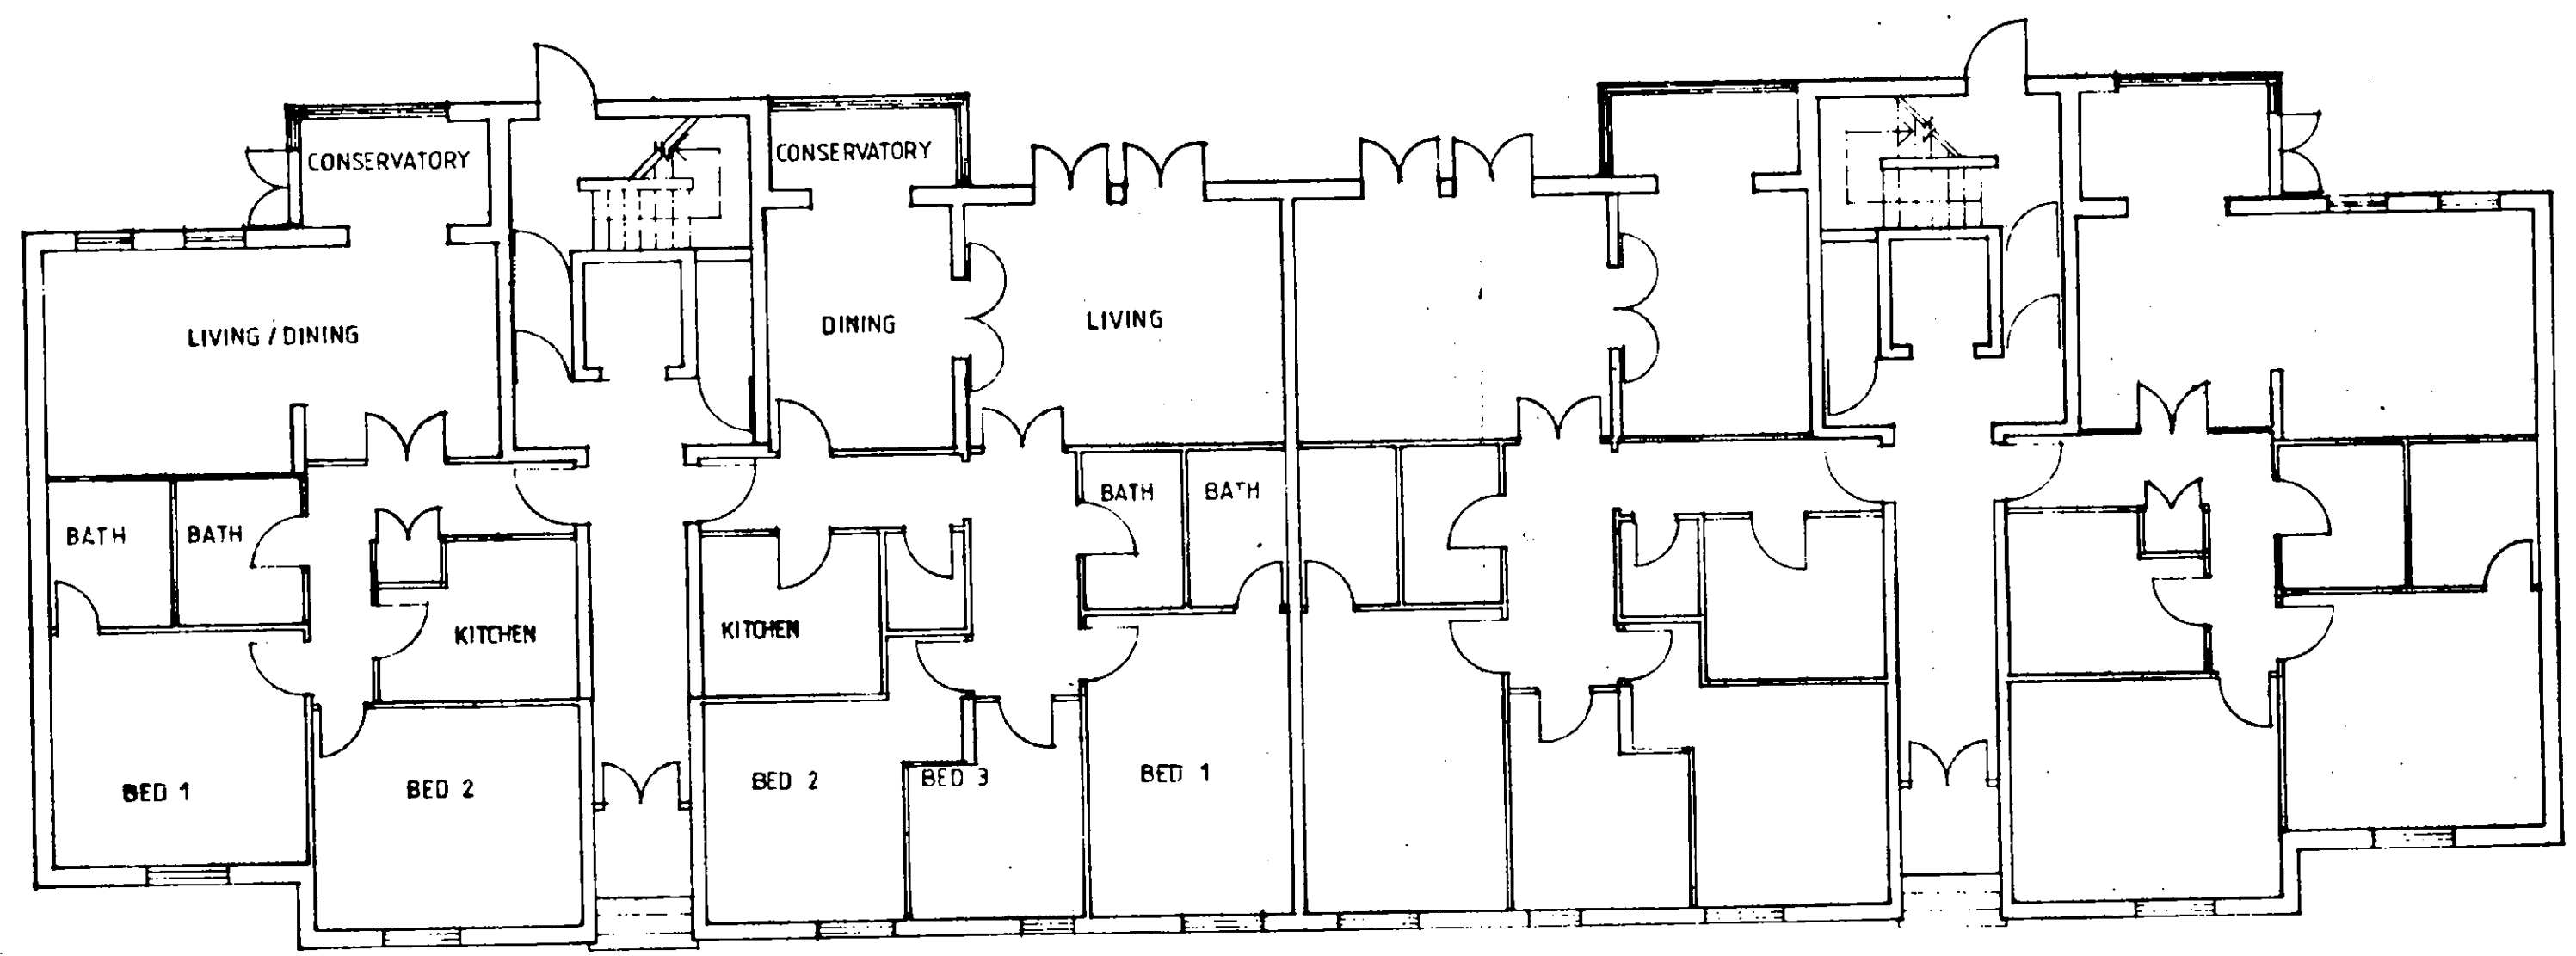 CONSERVATORY
CONSERVATORY
LIVING / DINING
DINING
LIVING
BATH
BATH
BATH
BATH
KITCHEN
KITCHEN
BED 1
BED 2
BED 2
BED 3
BED 1